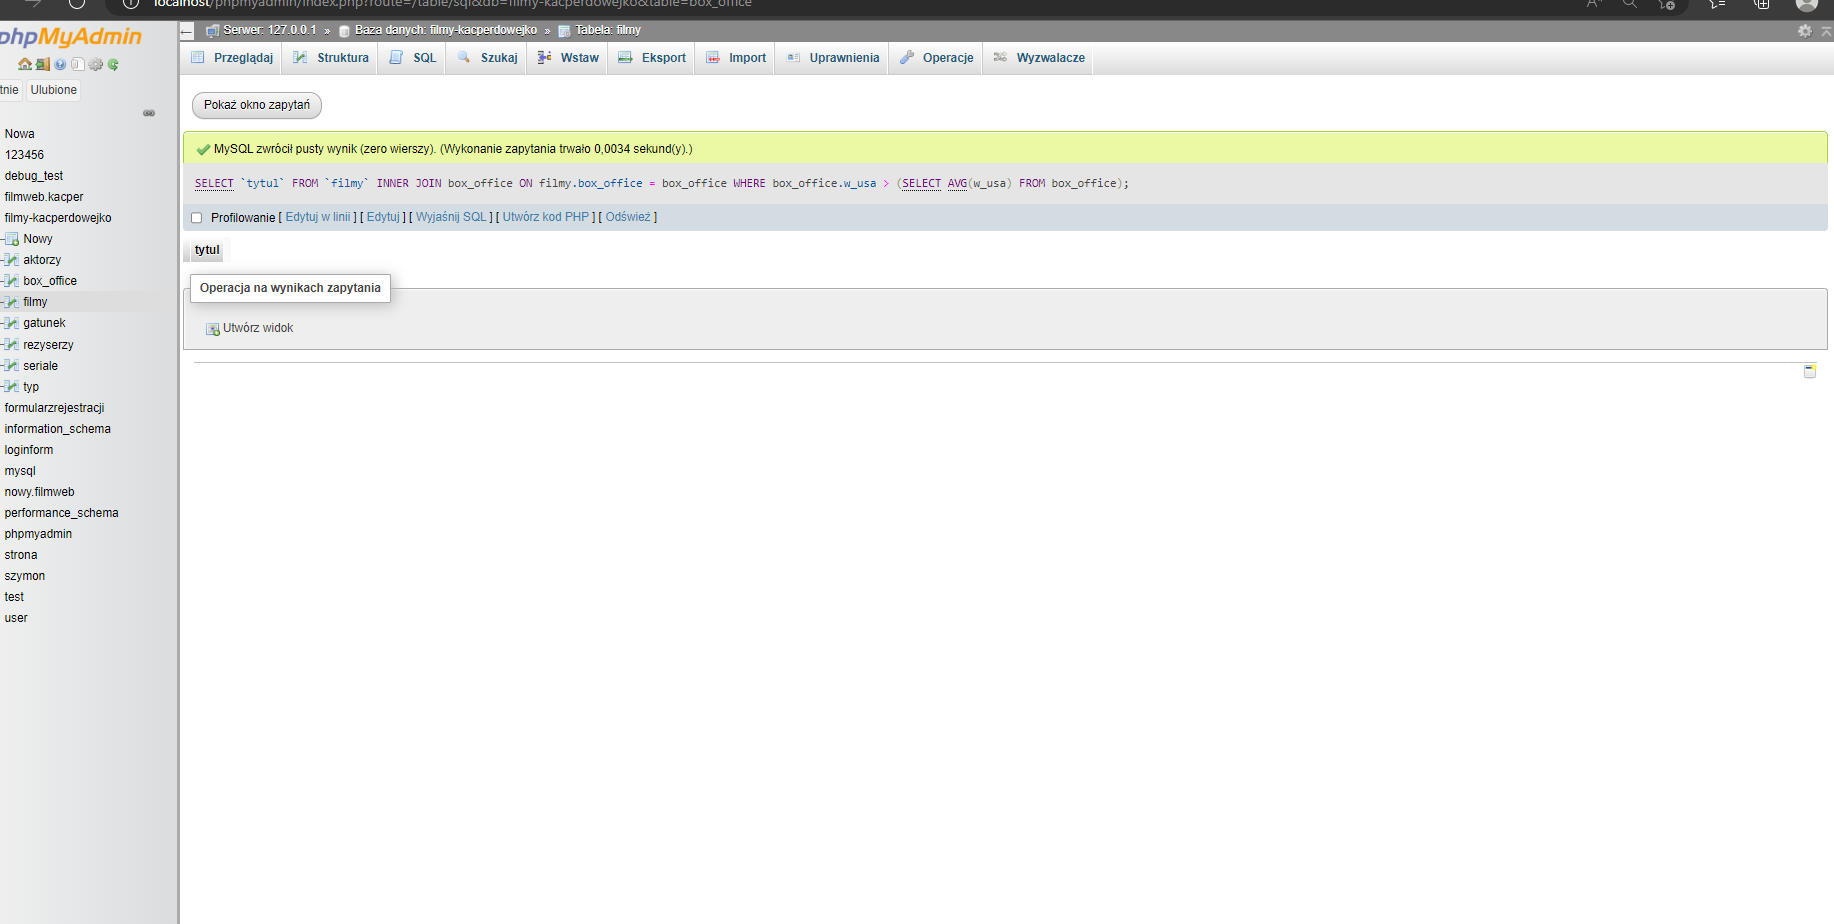 localhost/phpmyadmin/index.php?route=/table/sql&db=filmy-kacperdowejko&table=box_office
phpMyAdmin
tnie Ulubione
Nowa
123456
debug_test
filmweb.kacper
filmy-kacperdowejko
Nowy
aktorzy
box_office
filmy
gatunek
rezyserzy
seriale
typ
formularzrejestracji
information_schema
loginform
mysql
nowy.filmweb
performance_schema
phpmyadmin
strona
szymon
test
user
Serwer: 127.0.0.1 » Baza danych: filmy-kacperdowejko » Tabela: filmy
Przeglądaj Struktura SQL Szukaj Wstaw Eksport Import Uprawnienia Operacje Wyzwalacze
Pokaż okno zapytań
MySQL zwrócił pusty wynik (zero wierszy). (Wykonanie zapytania trwało 0,0034 sekund(y).)
SELECT `tytul` FROM `filmy` INNER JOIN box_office ON filmy.box_office = box_office WHERE box_office.w_usa > (SELECT AVG(w_usa) FROM box_office);
Profilowanie [ Edytuj w linii ] [ Edytuj ] [ Wyjaśnij SQL ] [ Utwórz kod PHP ] [ Odśwież ]
tytul
Operacja na wynikach zapytania
Utwórz widok